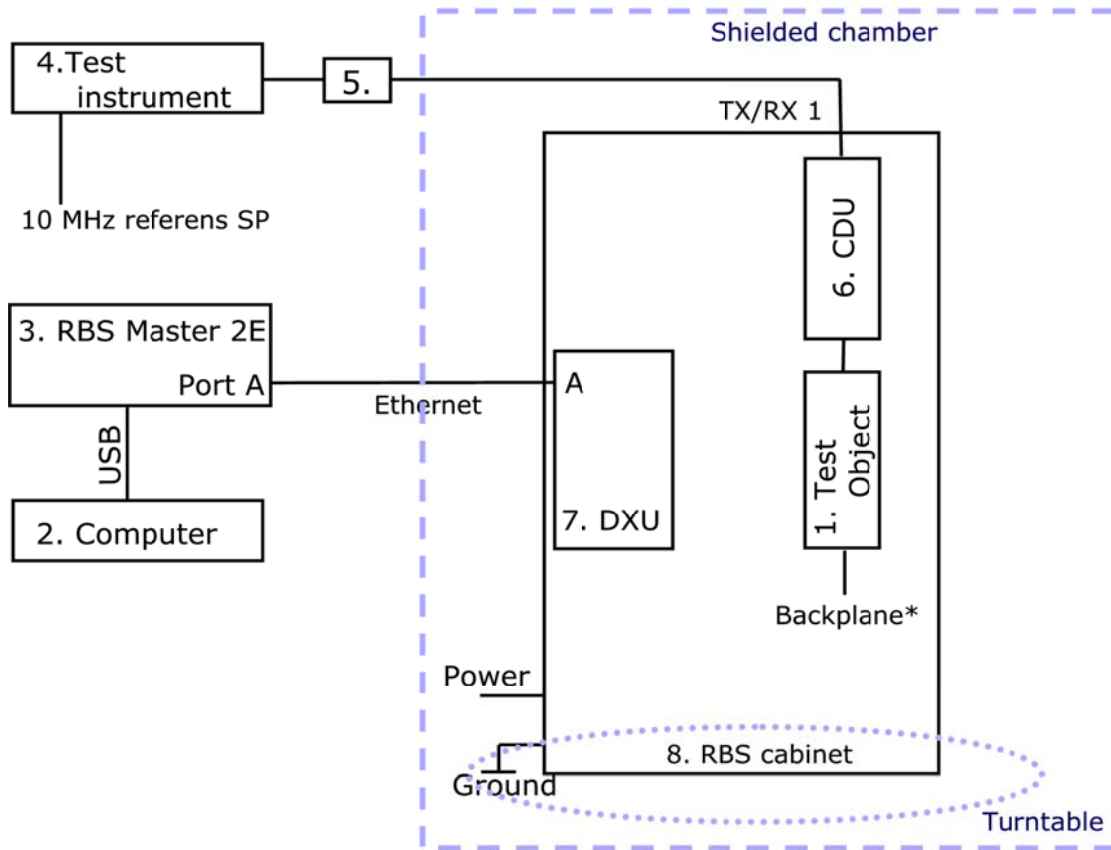 Shielded chamber
4.Test
instrument
5.
TX/RX 1
10 MHz referens SP
6. CDU
3. RBS Master 2E
Port A
Ethernet
A
USB
1. Test
Object
7. DXU
2. Computer
Backplane*
Power
8. RBS cabinet
Ground
Turntable